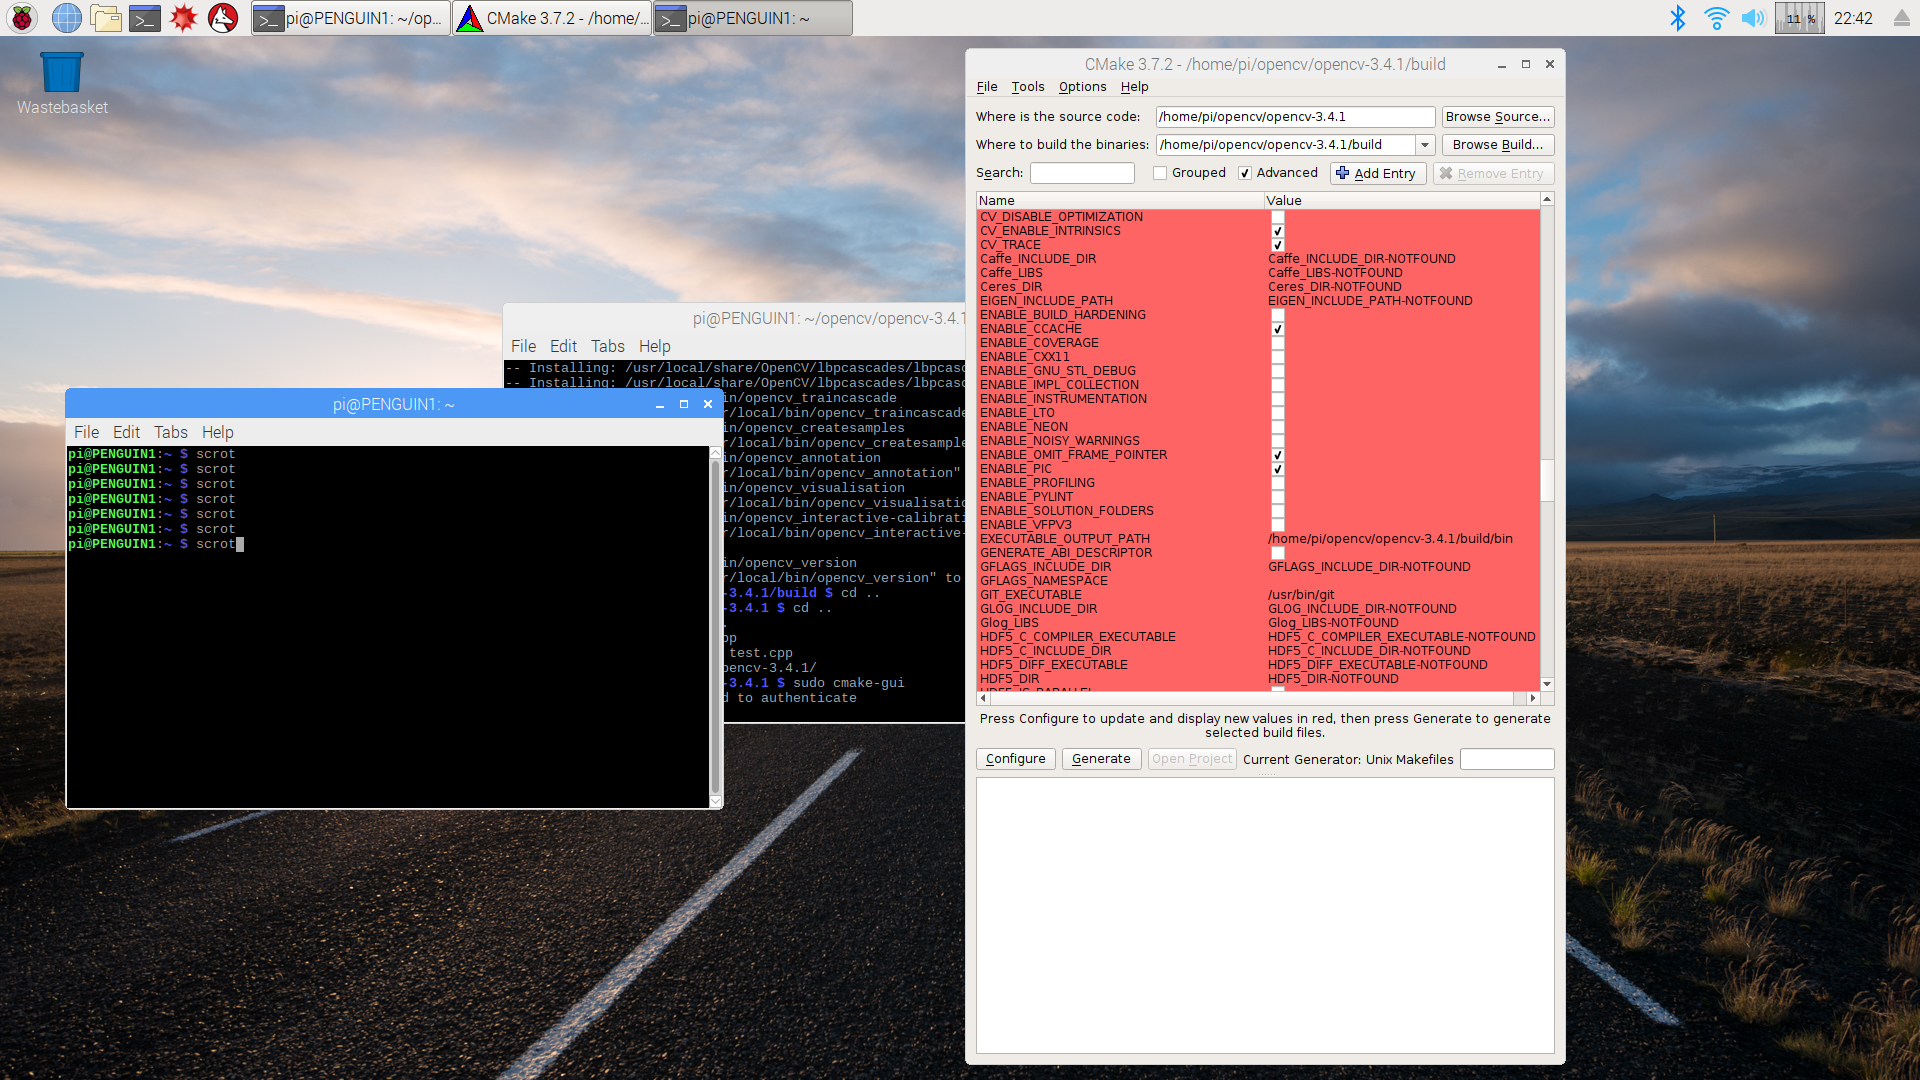 pi@PENGUIN1: ~/op...
CMake 3.7.2 - /home/...
pi@PENGUIN1: ~
11 %
22:42
Wastebasket
CMake 3.7.2 - /home/pi/opencv/opencv-3.4.1/build
File Tools Options Help
Where is the source code: /home/pi/opencv/opencv-3.4.1 Browse Source...
Where to build the binaries: /home/pi/opencv/opencv-3.4.1/build Browse Build...
Search: Grouped Advanced Add Entry Remove Entry
Name Value
CV_DISABLE_OPTIMIZATION
CV_ENABLE_INTRINSICS
CV_TRACE
Caffe_INCLUDE_DIR Caffe_INCLUDE_DIR-NOTFOUND
Caffe_LIBS Caffe_LIBS-NOTFOUND
Ceres_DIR Ceres_DIR-NOTFOUND
EIGEN_INCLUDE_PATH EIGEN_INCLUDE_PATH-NOTFOUND
ENABLE_BUILD_HARDENING
ENABLE_CCACHE
ENABLE_COVERAGE
ENABLE_CXX11
ENABLE_GNU_STL_DEBUG
ENABLE_IMPL_COLLECTION
ENABLE_INSTRUMENTATION
ENABLE_LTO
ENABLE_NEON
ENABLE_NOISY_WARNINGS
ENABLE_OMIT_FRAME_POINTER
ENABLE_PIC
ENABLE_PROFILING
ENABLE_PYLINT
ENABLE_SOLUTION_FOLDERS
ENABLE_VFPV3
EXECUTABLE_OUTPUT_PATH /home/pi/opencv/opencv-3.4.1/build/bin
GENERATE_ABI_DESCRIPTOR
GFLAGS_INCLUDE_DIR GFLAGS_INCLUDE_DIR-NOTFOUND
GFLAGS_NAMESPACE
GIT_EXECUTABLE /usr/bin/git
GLOG_INCLUDE_DIR GLOG_INCLUDE_DIR-NOTFOUND
Glog_LIBS Glog_LIBS-NOTFOUND
HDF5_C_COMPILER_EXECUTABLE HDF5_C_COMPILER_EXECUTABLE-NOTFOUND
HDF5_C_INCLUDE_DIR HDF5_C_INCLUDE_DIR-NOTFOUND
HDF5_DIFF_EXECUTABLE HDF5_DIFF_EXECUTABLE-NOTFOUND
HDF5_DIR HDF5_DIR-NOTFOUND
Press Configure to update and display new values in red, then press Generate to generate
selected build files.
Configure Generate Open Project Current Generator: Unix Makefiles
pi@PENGUIN1: ~/opencv/opencv-3.4.1
File Edit Tabs Help
-- Installing: /usr/local/share/OpenCV/lbpcascades/lbpcasc
-- Installing: /usr/local/share/OpenCV/lbpcascades/lbpcasc
in/opencv_traincascade
r/local/bin/opencv_traincascade
in/opencv_createsamples
r/local/bin/opencv_createsample
in/opencv_annotation
r/local/bin/opencv_annotation"
in/opencv_visualisation
r/local/bin/opencv_visualisatio
in/opencv_interactive-calibrati
r/local/bin/opencv_interactive-
in/opencv_version
r/local/bin/opencv_version" to
-3.4.1/build $ cd ..
-3.4.1 $ cd ..
.
pp
test.cpp
pencv-3.4.1/
-3.4.1 $ sudo cmake-gui
d to authenticate
pi@PENGUIN1: ~
File Edit Tabs Help
pi@PENGUIN1:~ $ scrot
pi@PENGUIN1:~ $ scrot
pi@PENGUIN1:~ $ scrot
pi@PENGUIN1:~ $ scrot
pi@PENGUIN1:~ $ scrot
pi@PENGUIN1:~ $ scrot
pi@PENGUIN1:~ $ scrot